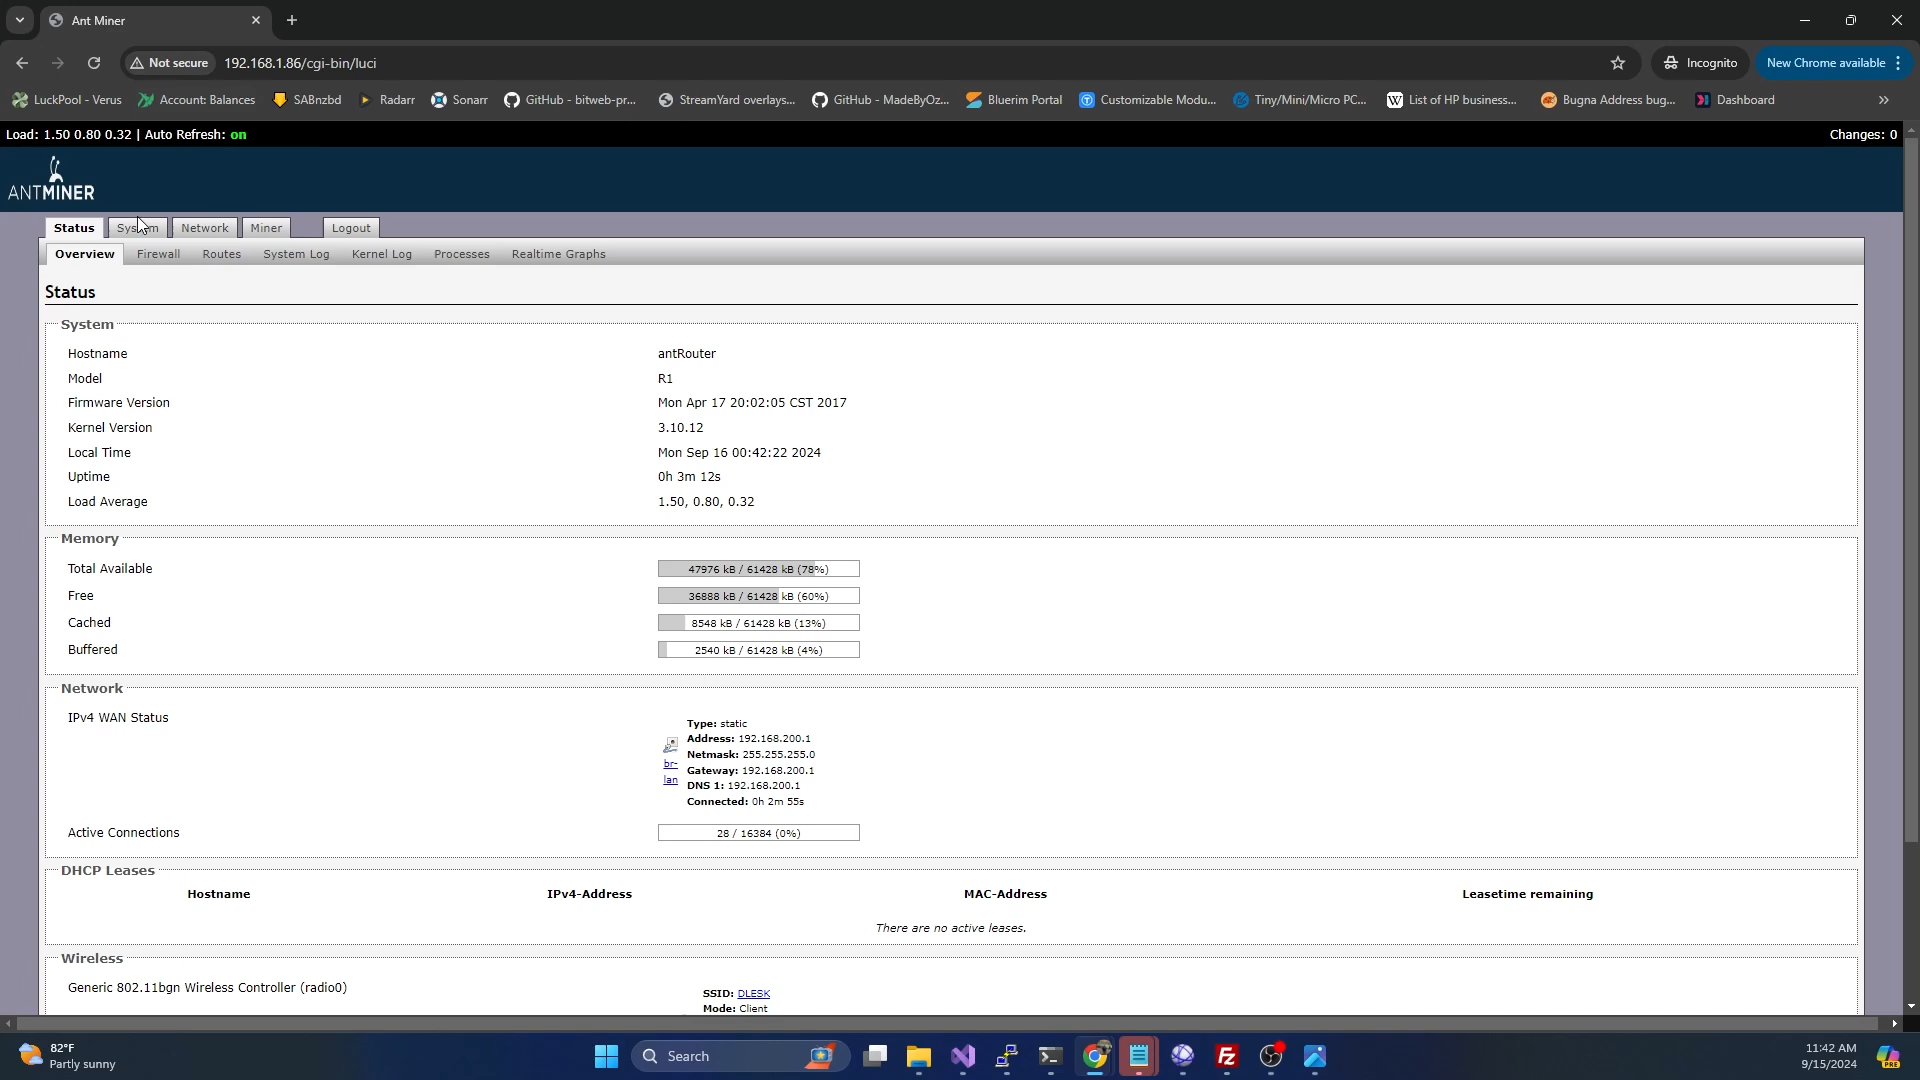 Ant Miner
Not secure
192.168.1.86/cgi-bin/luci
Incognito
New Chrome available
LuckPool - Verus
Account: Balances
SABnzbd
Radarr
Sonarr
GitHub - bitweb-pr...
StreamYard overlays...
GitHub - MadeByOz...
Bluerim Portal
Customizable Modu...
Tiny/Mini/Micro PC...
List of HP business...
Bugna Address bug...
Dashboard
Load: 1.50 0.80 0.32 | Auto Refresh: on
Changes: 0
ANTMINER
Status System Network Miner Logout
Overview Firewall Routes System Log Kernel Log Processes Realtime Graphs
Status
System
Hostname antRouter
Model R1
Firmware Version Mon Apr 17 20:02:05 CST 2017
Kernel Version 3.10.12
Local Time Mon Sep 16 00:42:22 2024
Uptime 0h 3m 12s
Load Average 1.50, 0.80, 0.32
Memory
Total Available 47976 kB / 61428 kB (78%)
Free 36888 kB / 61428 kB (60%)
Cached 8548 kB / 61428 kB (13%)
Buffered 2540 kB / 61428 kB (4%)
Network
IPv4 WAN Status
br-
lan
Type: static
Address: 192.168.200.1
Netmask: 255.255.255.0
Gateway: 192.168.200.1
DNS 1: 192.168.200.1
Connected: 0h 2m 55s
Active Connections 28 / 16384 (0%)
DHCP Leases
Hostname IPv4-Address MAC-Address Leasetime remaining
There are no active leases.
Wireless
Generic 802.11bgn Wireless Controller (radio0)
SSID: DLESK
Mode: Client
82°F
Partly sunny
Search
11:42 AM
9/15/2024
PRE